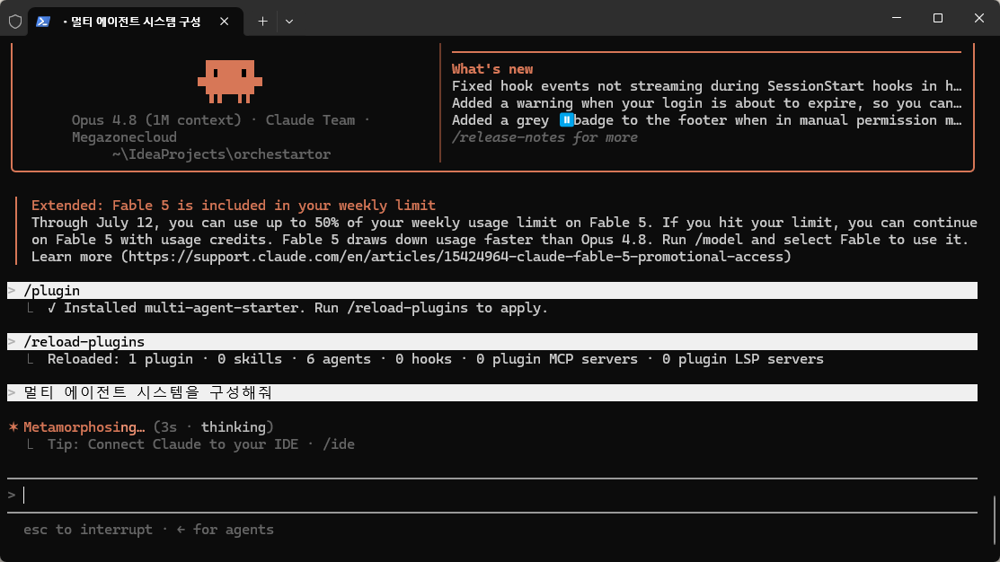 · 멀티 에이전트 시스템 구성
What's new
Fixed hook events not streaming during SessionStart hooks in h…
Added a warning when your login is about to expire, so you can…
Added a grey ⏸badge to the footer when in manual permission m…
/release-notes for more
Opus 4.8 (1M context) · Claude Team ·
Megazonecloud
~\IdeaProjects\orchestartor
Extended: Fable 5 is included in your weekly limit
Through July 12, you can use up to 50% of your weekly usage limit on Fable 5. If you hit your limit, you can continue
on Fable 5 with usage credits. Fable 5 draws down usage faster than Opus 4.8. Run /model and select Fable to use it.
Learn more (https://support.claude.com/en/articles/15424964-claude-fable-5-promotional-access)
> /plugin
└ ✓ Installed multi-agent-starter. Run /reload-plugins to apply.
> /reload-plugins
└ Reloaded: 1 plugin · 0 skills · 6 agents · 0 hooks · 0 plugin MCP servers · 0 plugin LSP servers
> 멀티 에이전트 시스템을 구성해줘
✶ Metamorphosing… (3s · thinking)
└ Tip: Connect Claude to your IDE · /ide
>
esc to interrupt · ← for agents